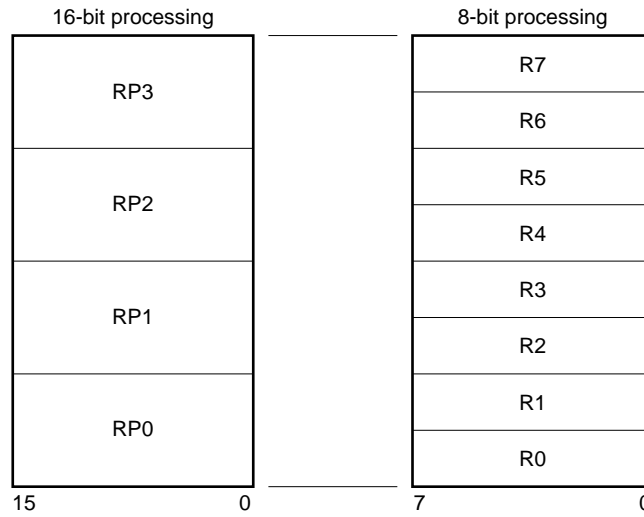 16-bit processing
8-bit processing
RP3
RP2
RP1
RP0
R7
R6
R5
R4
R3
R2
R1
R0
15 0
7 0